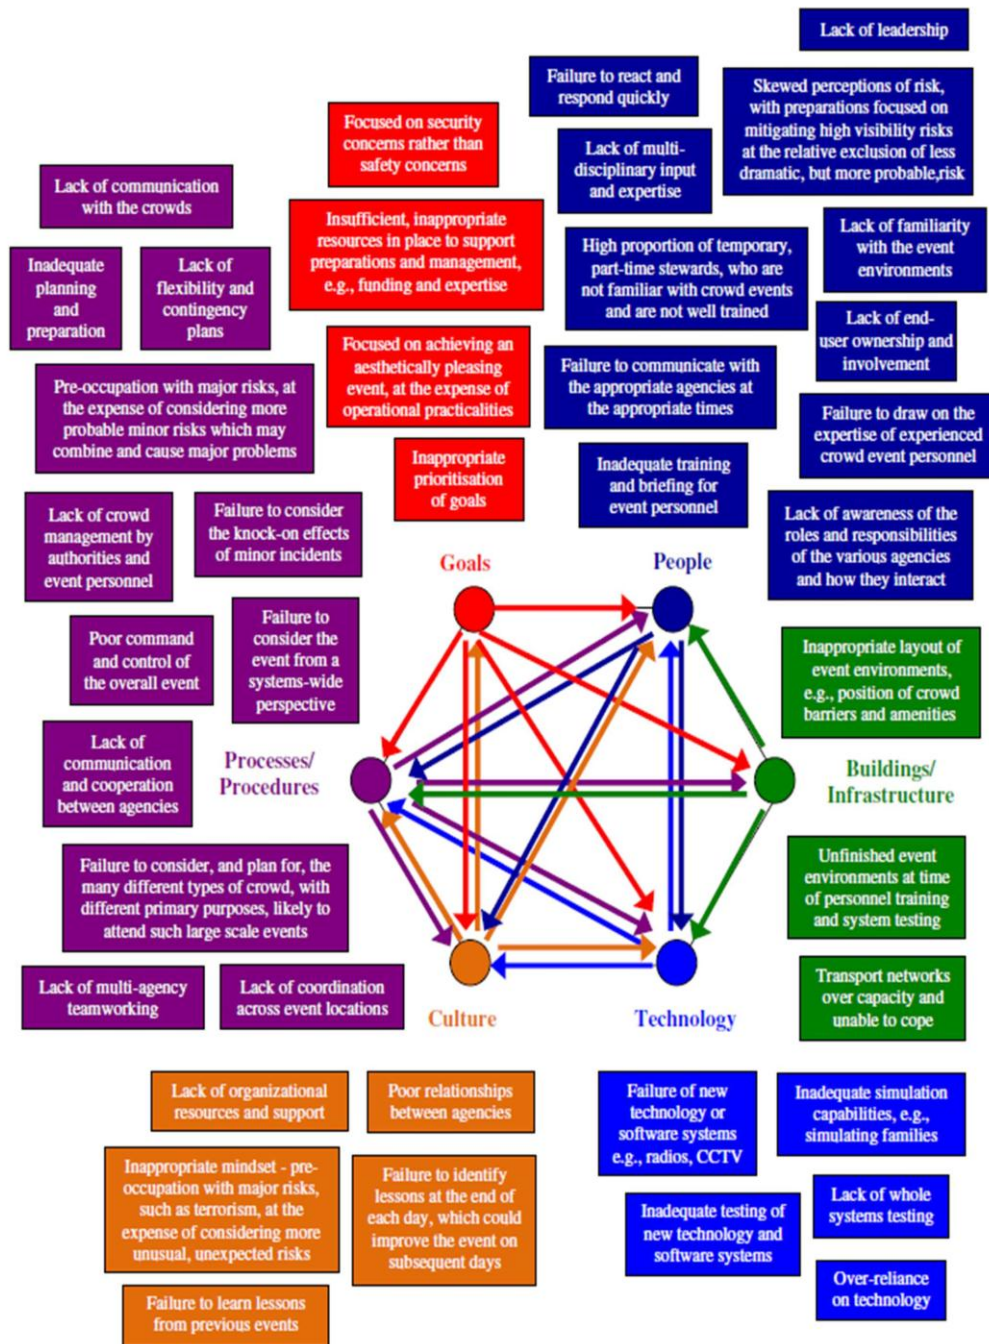 Lack of leadership
Failure to react and
respond quickly
Skewed perceptions of risk,
with preparations focused on
mitigating high visibility risks
at the relative exclusion of less
dramatic, but more probable,risk
Focused on security
concerns rather than
safety concerns
Lack of multi-
disciplinary input
and expertise
Lack of communication
with the crowds
Insufficient, inappropriate
resources in place to support
preparations and management,
e.g., funding and expertise
High proportion of temporary,
part-time stewards, who are
not familiar with crowd events
and are not well trained
Lack of familiarity
with the event
environments
Inadequate
planning
and
preparation
Lack of
flexibility and
contingency
plans
Lack of end-
user ownership and
involvement
Focused on achieving an
aesthetically pleasing
event, at the expense of
operational practicalities
Failure to communicate with
the appropriate agencies at
the appropriate times
Pre-occupation with major risks, at
the expense of considering more
probable minor risks which may
combine and cause major problems
Failure to draw on the
expertise of experienced
crowd event personnel
Inappropriate
prioritisation
of goals
Inadequate training
and briefing for
event personnel
Lack of crowd
management by
authorities and
event personnel
Failure to consider
the knock-on effects
of minor incidents
Lack of awareness of the
roles and responsibilities
of the various agencies
and how they interact
Goals
People
Poor command
and control of
the overall event
Failure to
consider the
event from a
systems-wide
perspective
Inappropriate layout of
event environments,
e.g., position of crowd
barriers and amenities
Lack of
communication
and cooperation
between agencies
Processes/
Procedures
Buildings/
Infrastructure
Failure to consider, and plan for, the
many different types of crowd, with
different primary purposes, likely to
attend such large scale events
Unfinished event
environments at time
of personnel training
and system testing
Lack of multi-agency
teamworking
Lack of coordination
across event locations
Culture
Technology
Transport networks
over capacity and
unable to cope
Lack of organizational
resources and support
Poor relationships
between agencies
Failure of new
technology or
software systems
e.g., radios, CCTV
Inadequate simulation
capabilities, e.g.,
simulating families
Inappropriate mindset - pre-
occupation with major risks,
such as terrorism, at the
expense of considering more
unusual, unexpected risks
Failure to identify
lessons at the end of
each day, which could
improve the event on
subsequent days
Inadequate testing of
new technology and
software systems
Lack of whole
systems testing
Failure to learn lessons
from previous events
Over-reliance
on technology